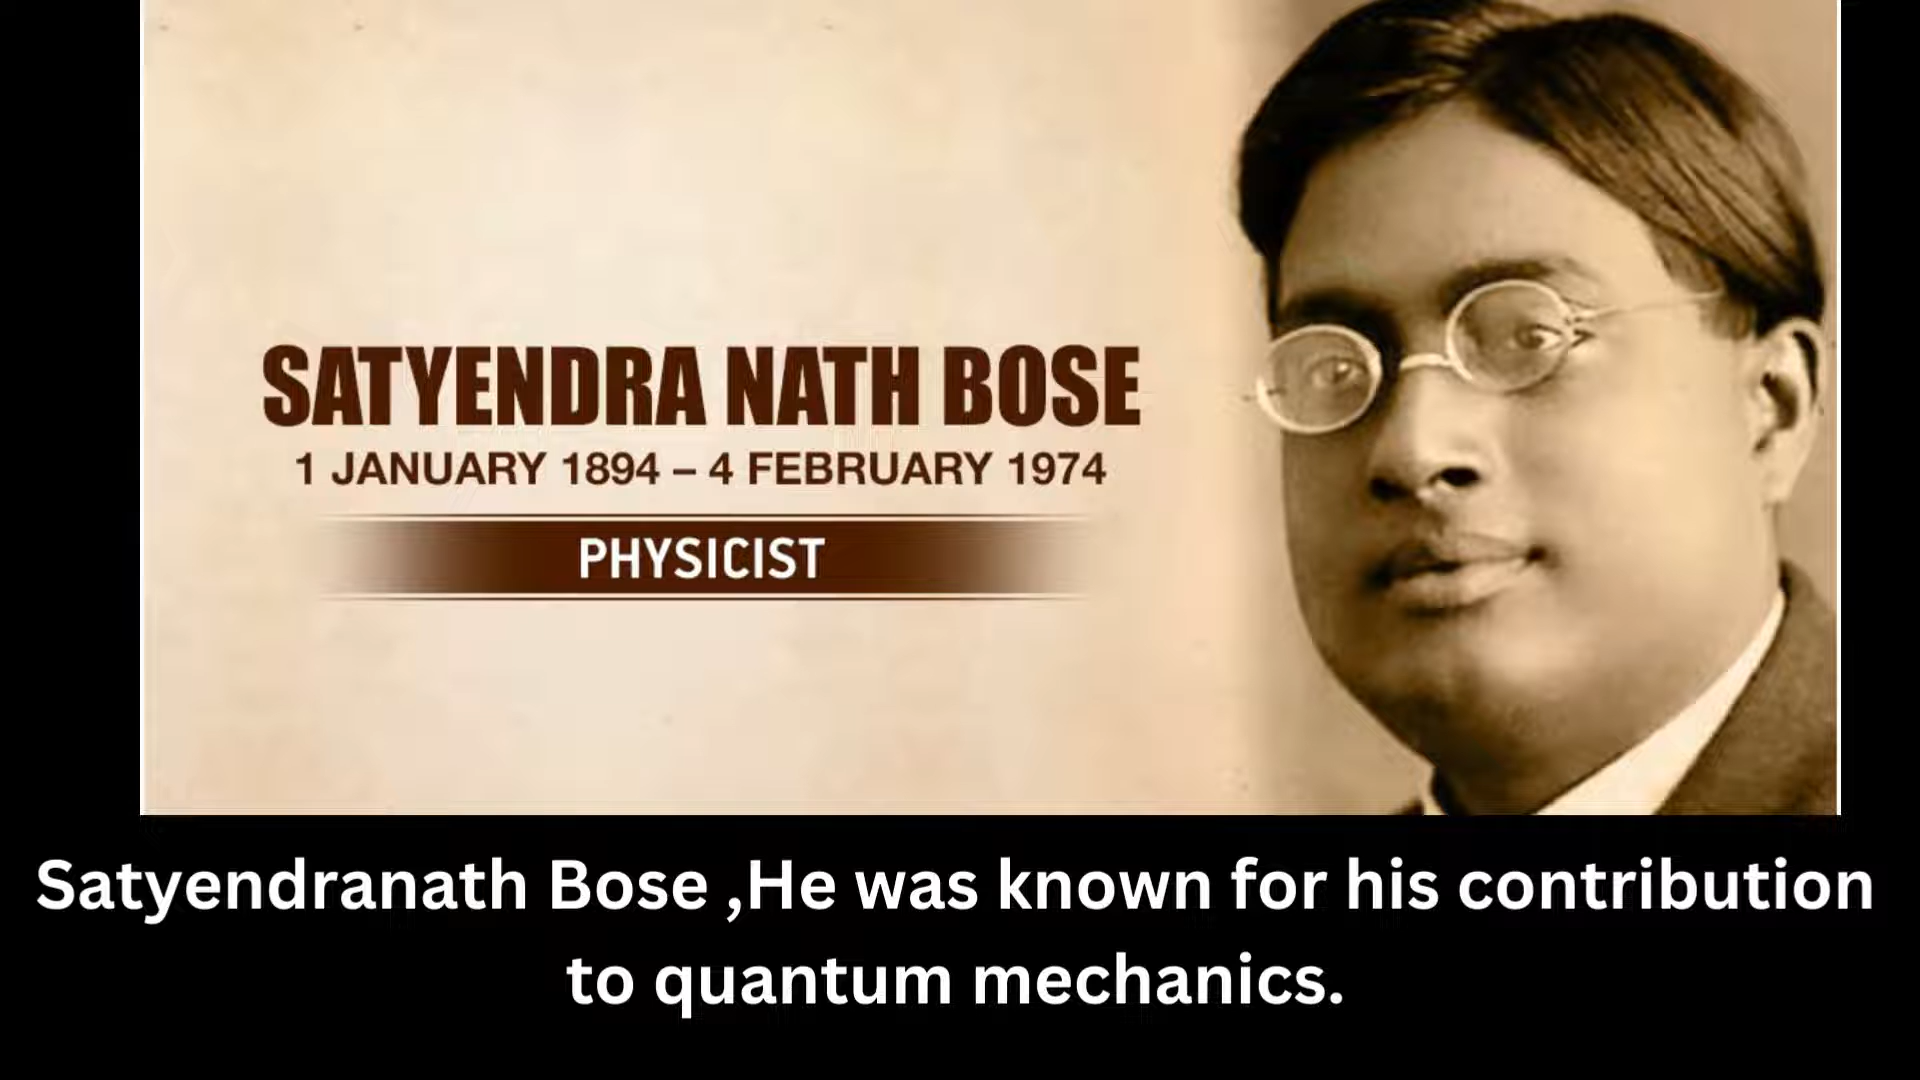 SATYENDRA NATH BOSE
1 JANUARY 1894 – 4 FEBRUARY 1974
PHYSICIST
Satyendranath Bose ,He was known for his contribution
to quantum mechanics.